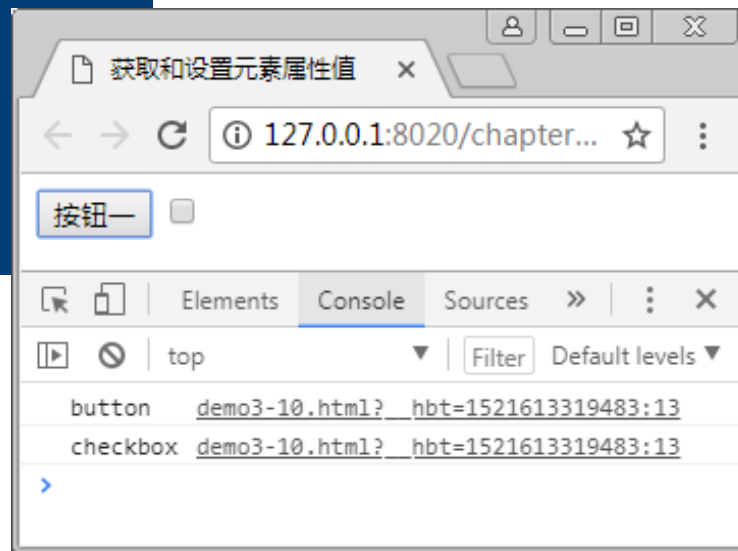 获取和设置元素属性值
127.0.0.1:8020/chapter...
按钮一
Elements Console Sources
top Filter Default levels
button demo3-10.html?__hbt=1521613319483:13
checkbox demo3-10.html?__hbt=1521613319483:13